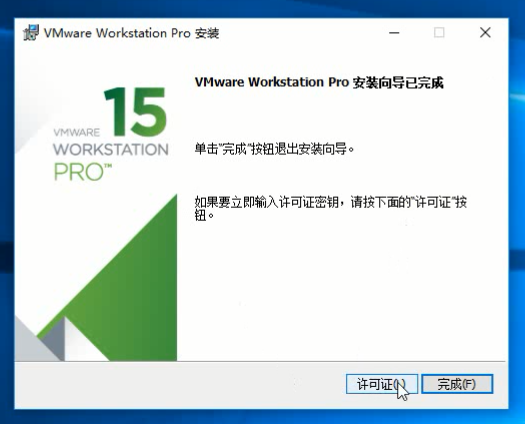 VMware Workstation Pro 安装
VMware Workstation Pro 安装向导已完成
15
VMWARE
WORKSTATION
PRO™
单击"完成"按钮退出安装向导。
如果要立即输入许可证密钥，请按下面的"许可证"按
钮。
许可证
完成(F)